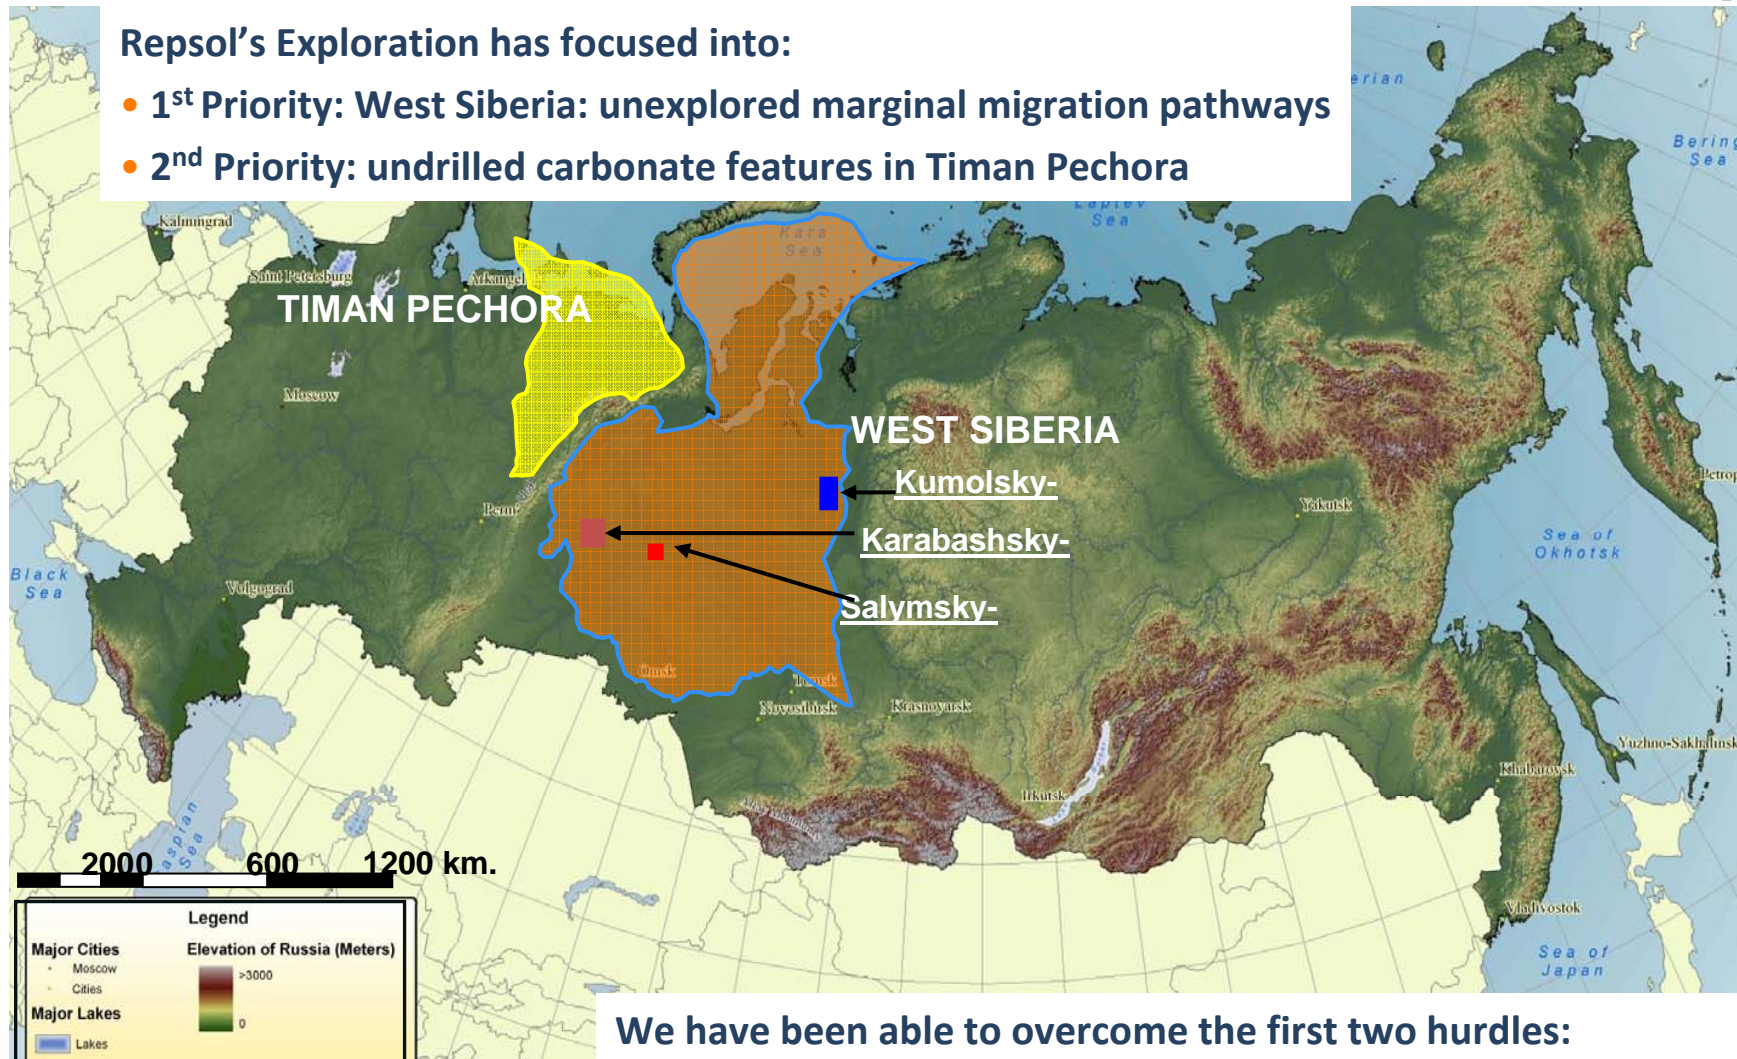 Repsol's Exploration has focused into:
• 1st Priority: West Siberia: unexplored marginal migration pathways
• 2nd Priority: undrilled carbonate features in Timan Pechora
erian
Bering
Sea
Laptev
Sea
Kara
Sea
Kaliningrad
Saint Petersburg
Arkangel
TIMAN PECHORA
Moscow
WEST SIBERIA
Kumolsky-
Petrop
Yakutsk
Perm'
Karabashsky-
Sea of
Okhotsk
Black
Sea
Volgograd
Salymsky-
Omsk
Tomsk
Novosibirsk
Krasnoyarsk
Yuzhno-Sakhalinsk
Khabarovsk
Irkutsk
aspian
Sea
2000 600 1200 km.
Vladivostok
Legend
Major Cities
Moscow
Cities
Major Lakes
Lakes
Elevation of Russia (Meters)
>3000
0
Sea of
Japan
We have been able to overcome the first two hurdles: